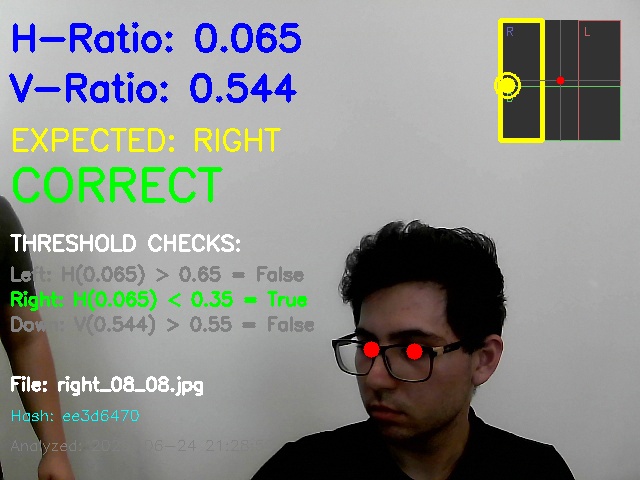 H-Ratio: 0.065
V-Ratio: 0.544
EXPECTED: RIGHT
CORRECT
THRESHOLD CHECKS:
Left: H(0.065) > 0.65 = False
Right: H(0.065) < 0.35 = True
Down: V(0.544) > 0.55 = False
File: right_08_08.jpg
Hash: ee3d6470
Analyzed:
R
L